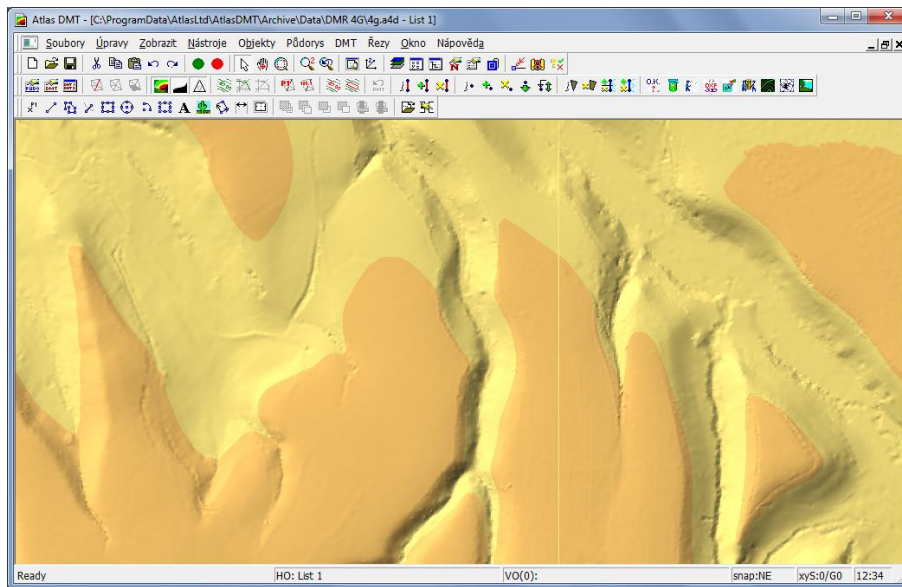 Atlas DMT - [C:\ProgramData\AtlasLtd\AtlasDMT\Archive\Data\DMR 4G\4g.a4d - List 1]
Soubory Úpravy Zobrazit Nástroje Objekty Půdorys DMT Řezy Okno Nápověda
O.K.
A
Ready HO: List 1 VO(0): snap:NE xyS:0/G0 12:34